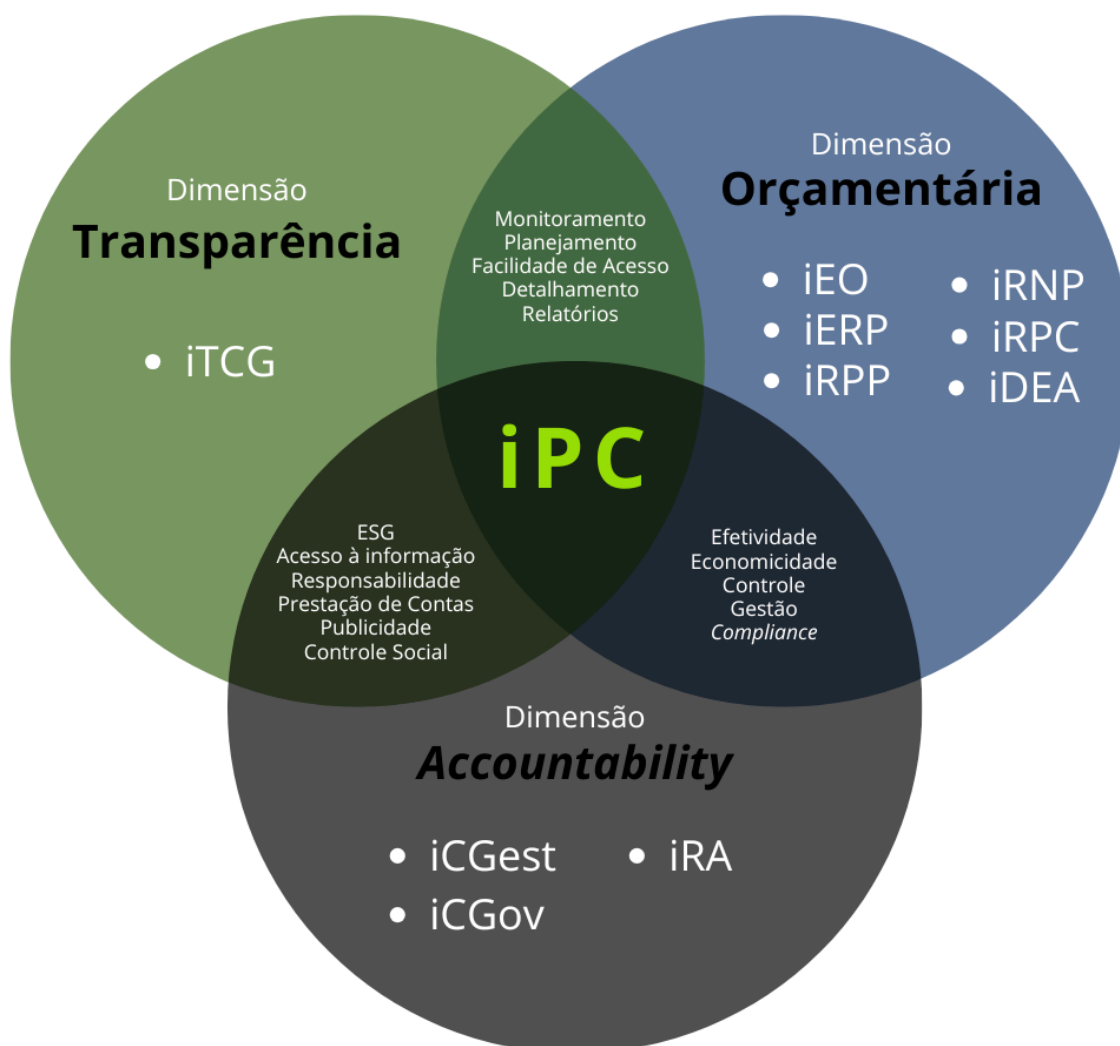 Dimensão
Transparência
• iTCG
Dimensão
Orçamentária
• iEO
• iERP
• iRPP
• iRNP
• iRPC
• iDEA
Monitoramento
Planejamento
Facilidade de Acesso
Detalhamento
Relatórios
iPC
ESG
Acesso à informação
Responsabilidade
Prestação de Contas
Publicidade
Controle Social
Efetividade
Economicidade
Controle
Gestão
Compliance
Dimensão
Accountability
• iCGest
• iCGov
• iRA